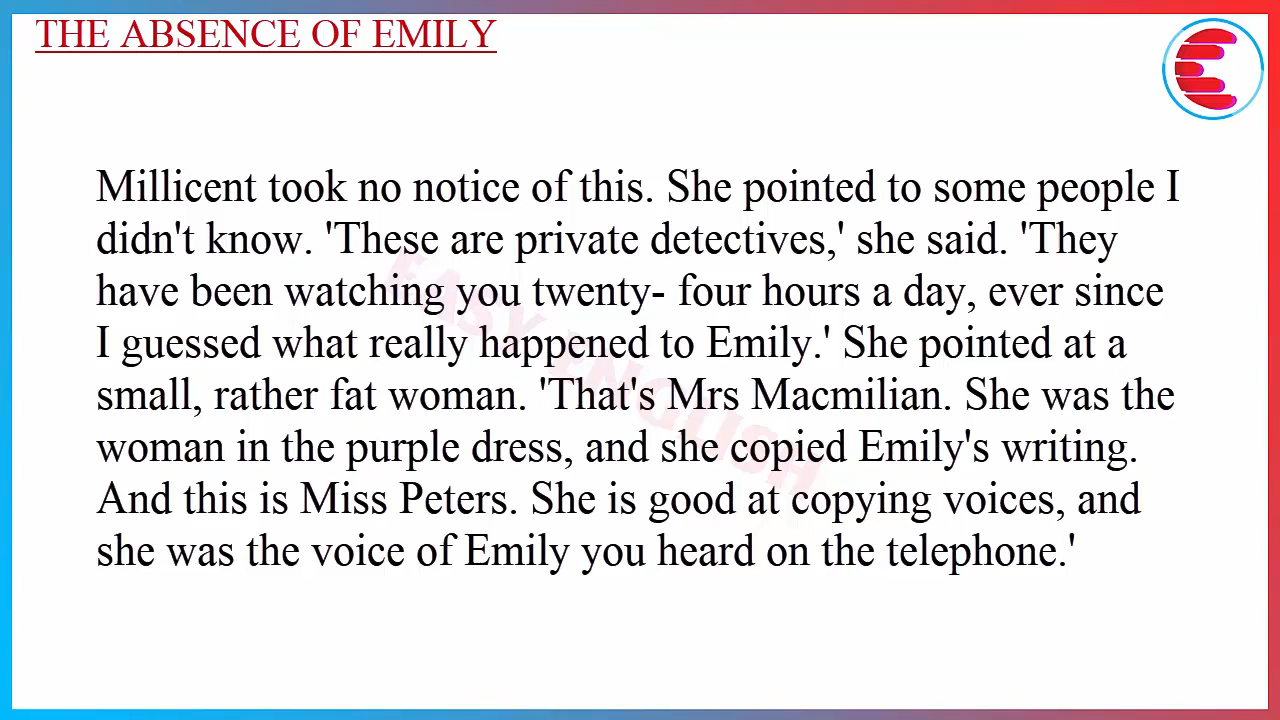 THE ABSENCE OF EMILY
Millicent took no notice of this. She pointed to some people I
didn't know. 'These are private detectives,' she said. 'They
have been watching you twenty- four hours a day, ever since
I guessed what really happened to Emily.' She pointed at a
small, rather fat woman. 'That's Mrs Macmilian. She was the
woman in the purple dress, and she copied Emily's writing.
And this is Miss Peters. She is good at copying voices, and
she was the voice of Emily you heard on the telephone.'
EASY ENGLISH